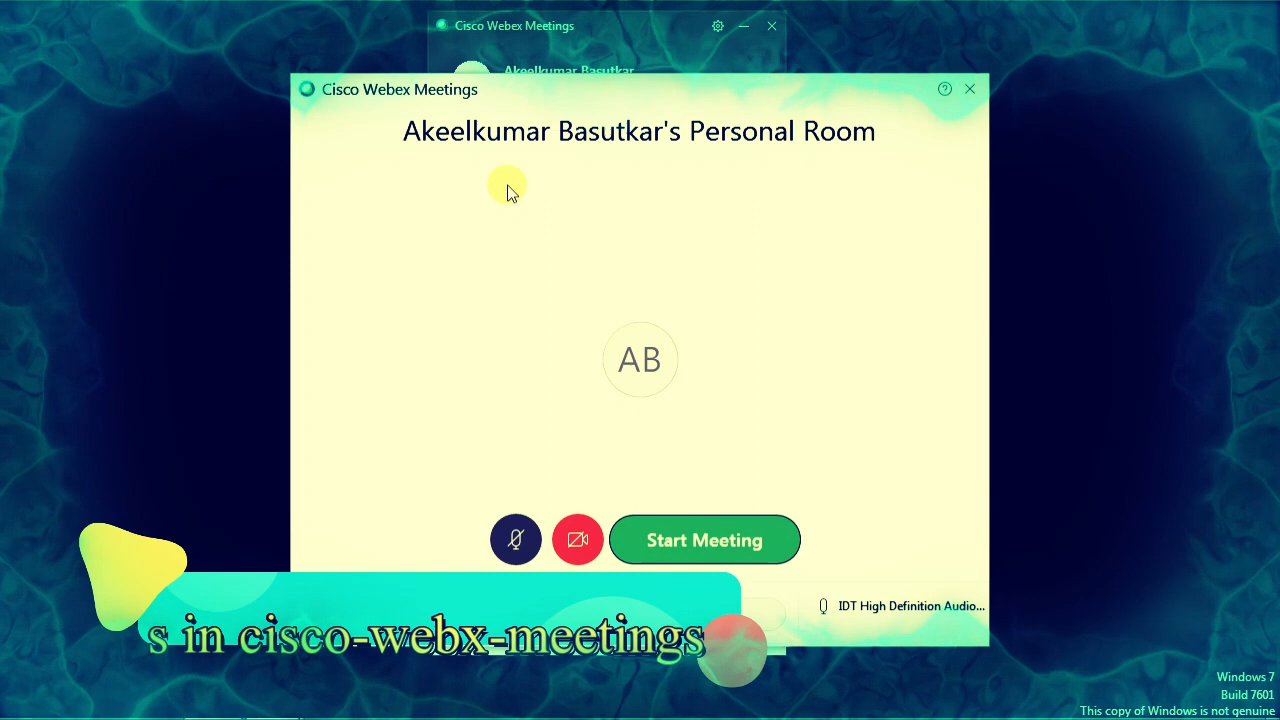 Cisco Webex Meetings
Akeelkumar Basutkar
Cisco Webex Meetings
Akeelkumar Basutkar's Personal Room
AB
Start Meeting
IDT High Definition Audio...
s in cisco-webx-meetings
Windows 7
Build 7601
This copy of Windows is not genuine